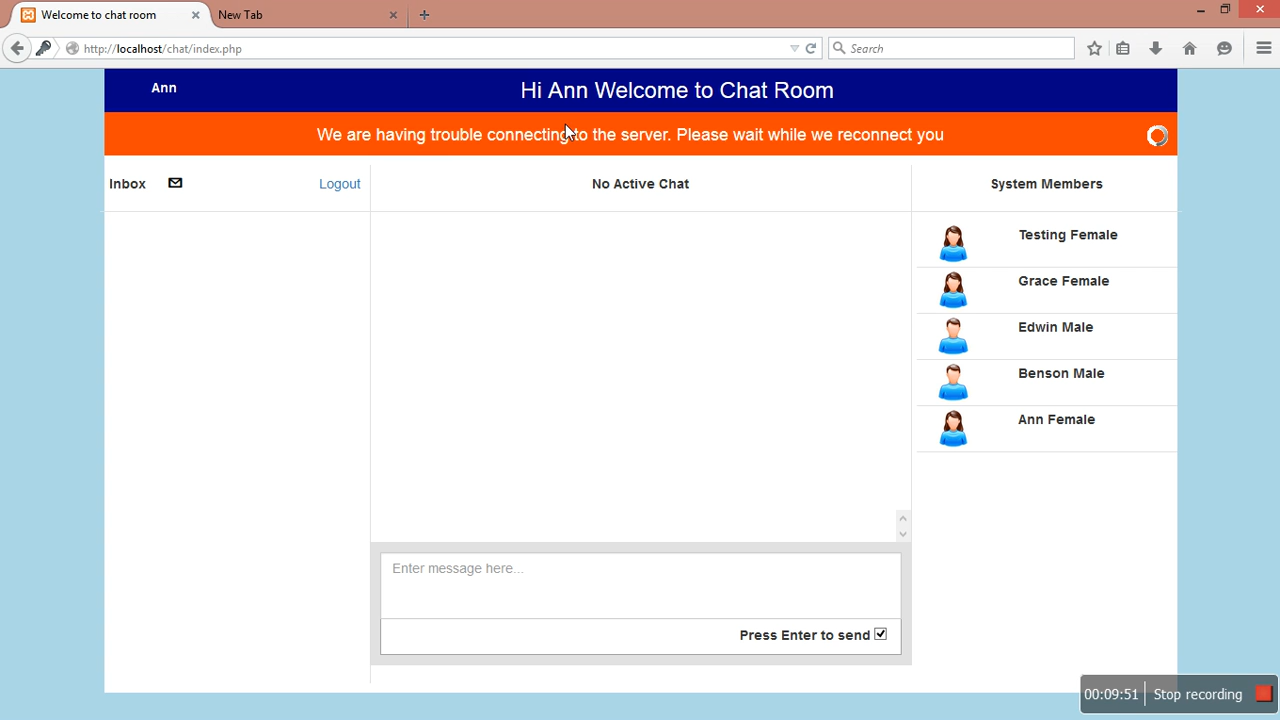 Welcome to chat room
New Tab
http://localhost/chat/index.php
Search
Ann
Hi Ann Welcome to Chat Room
We are having trouble connecting to the server. Please wait while we reconnect you
Inbox
Logout
No Active Chat
System Members
Testing Female
Grace Female
Edwin Male
Benson Male
Ann Female
Enter message here...
Press Enter to send
00:09:51 Stop recording